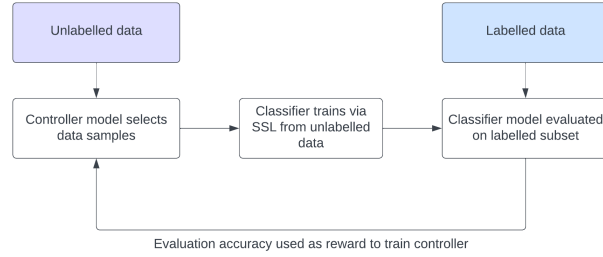 Unlabelled data
Labelled data
Controller model selects
data samples
Classifier trains via
SSL from unlabelled
data
Classifier model evaluated
on labelled subset
Evaluation accuracy used as reward to train controller